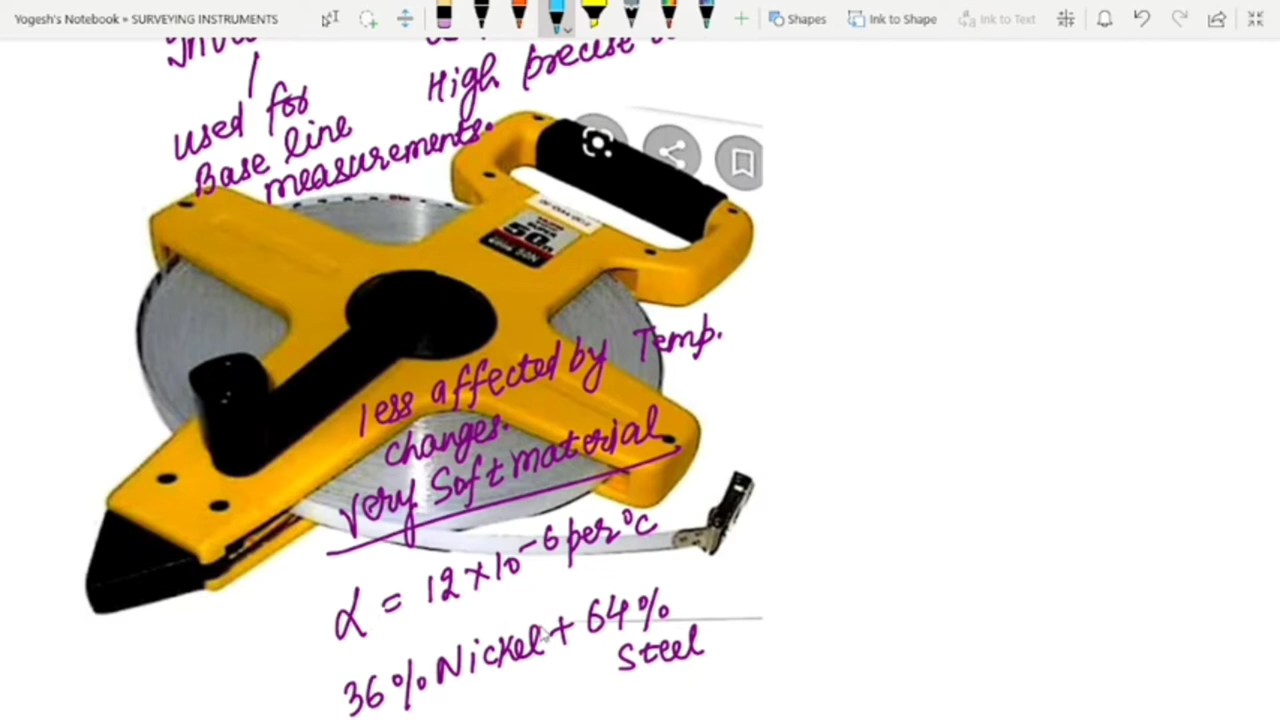 Yogesh's Notebook » SURVEYING INSTRUMENTS
Shapes
Ink to Shape
Ink to Text
High precise
used for
Base line
measurements.
50
less affected by Temp.
changes.
Very Soft material
α = 12×10⁻⁶ per °C
36% Nickel + 64%
Steel